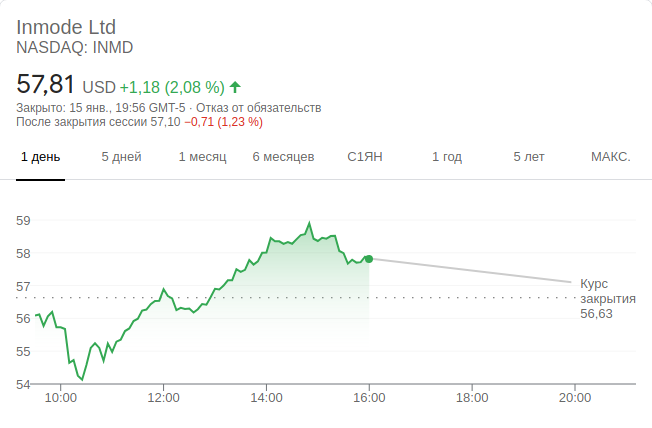 Inmode Ltd
NASDAQ: INMD
57,81 USD +1,18 (2,08 %)
Закрыто: 15 янв., 19:56 GMT-5 · Отказ от обязательств
После закрытия сессии 57,10 −0,71 (1,23 %)
1 день 5 дней 1 месяц 6 месяцев С1ЯН 1 год 5 лет МАКС.
59
58
57
56
55
54
Курс
закрытия
56,63
10:00 12:00 14:00 16:00 18:00 20:00